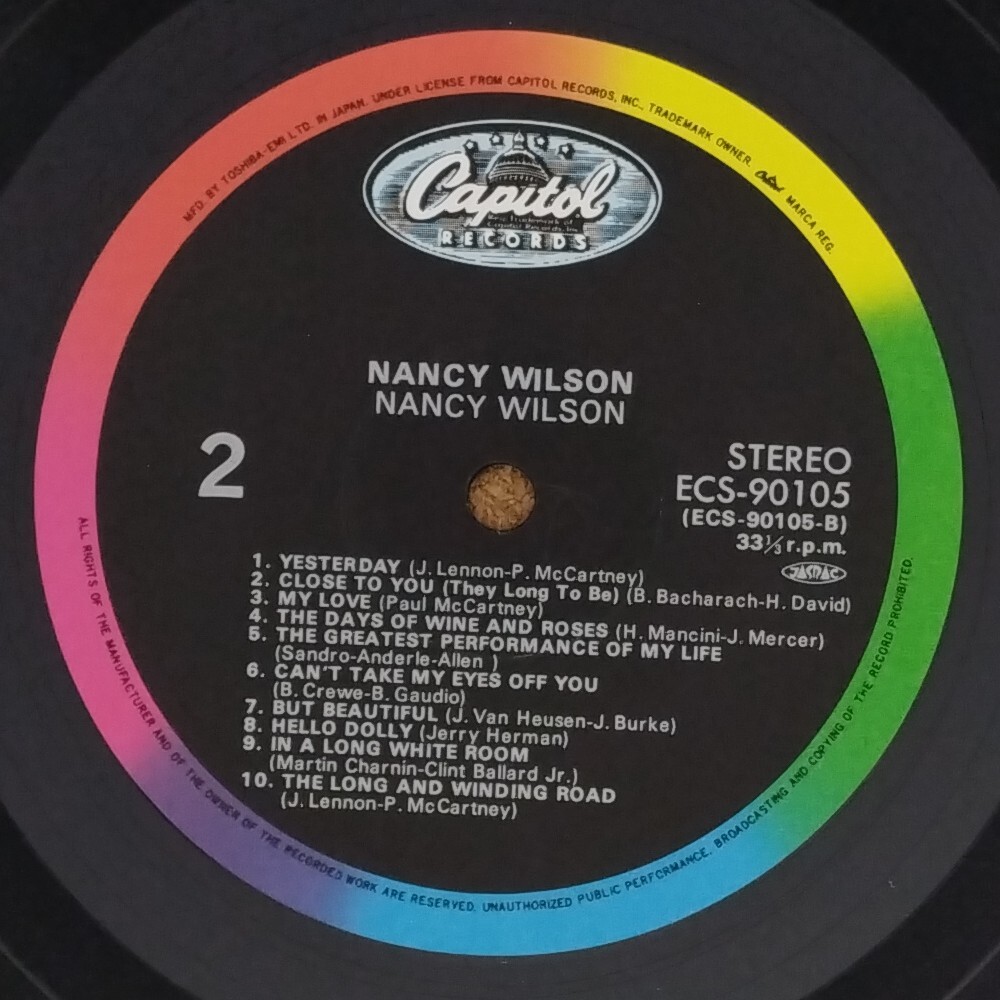 MFD. BY TOSHIBA-EMI LTD. IN JAPAN. UNDER LICENSE FROM CAPITOL RECORDS, INC., TRADEMARK OWNER. Capitol MARCA REG.
Capitol
Reg. Trademark of
Capitol Records, Inc.
RECORDS
NANCY WILSON
NANCY WILSON
2
STEREO
ECS-90105
(ECS-90105-B)
33⅓ r.p.m.
JASRAC
1. YESTERDAY (J. Lennon-P. McCartney)
2. CLOSE TO YOU (They Long To Be) (B. Bacharach-H. David)
3. MY LOVE (Paul McCartney)
4. THE DAYS OF WINE AND ROSES (H. Mancini-J. Mercer)
5. THE GREATEST PERFORMANCE OF MY LIFE
(Sandro-Anderle-Allen )
6. CAN'T TAKE MY EYES OFF YOU
(B. Crewe-B. Gaudio)
7. BUT BEAUTIFUL (J. Van Heusen-J. Burke)
8. HELLO DOLLY (Jerry Herman)
9. IN A LONG WHITE ROOM
(Martin Charnin-Clint Ballard Jr.)
10. THE LONG AND WINDING ROAD
(J. Lennon-P. McCartney)
ALL RIGHTS OF THE MANUFACTURER AND OF THE OWNER OF THE RECORDED WORK ARE RESERVED. UNAUTHORIZED PUBLIC PERFORMANCE, BROADCASTING AND COPYING OF THE RECORD PROHIBITED.